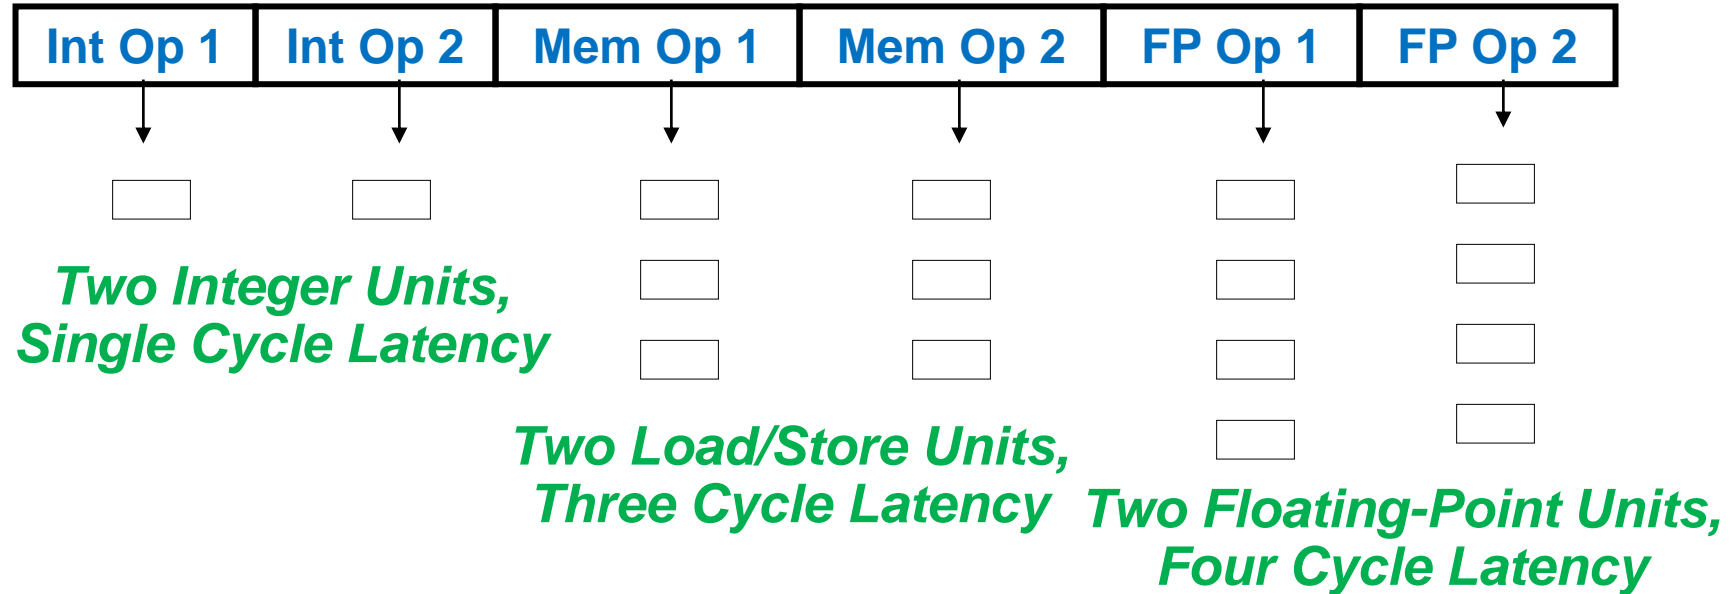 Int Op 1 Int Op 2 Mem Op 1 Mem Op 2 FP Op 1 FP Op 2
Two Integer Units,
Single Cycle Latency
Two Load/Store Units,
Three Cycle Latency
Two Floating-Point Units,
Four Cycle Latency